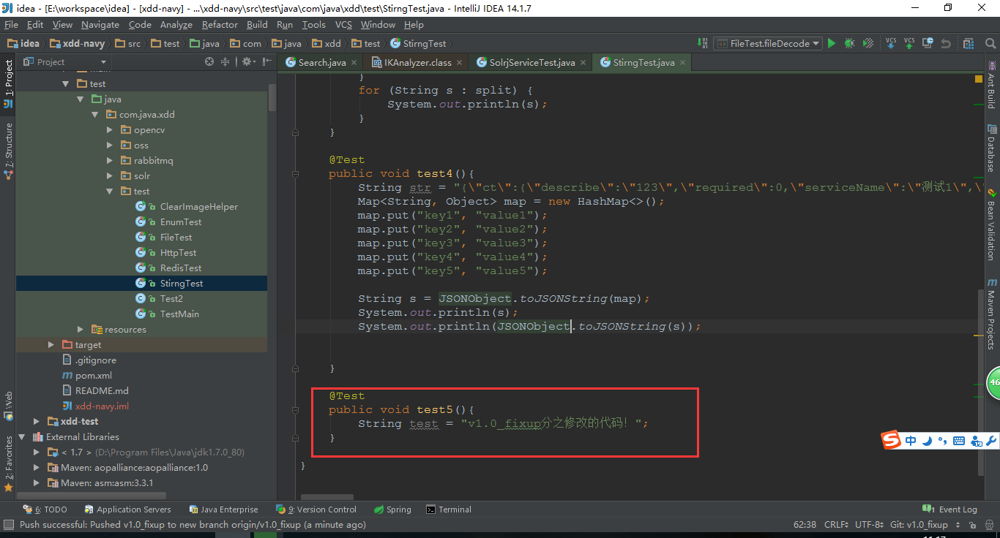 idea - [E:\workspace\idea] - [xdd-navy] - ...\xdd-navy\src\test\java\com\java\xdd\test\StirngTest.java - IntelliJ IDEA 14.1.7
File Edit View Navigate Code Analyze Refactor Build Run Tools VCS Window Help
idea xdd-navy src test java com java xdd test StirngTest FileTest.fileDecode VCS VCS
Project
Search.java IKAnalyzer.class SolrjServiceTest.java StirngTest.java
1: Project
7: Structure
Web
2: Favorites
test
java
com.java.xdd
opencv
oss
rabbitmq
solr
test
ClearImageHelper
EnumTest
FileTest
HttpTest
RedisTest
StirngTest
Test2
TestMain
resources
target
.gitignore
pom.xml
README.md
xdd-navy.iml
xdd-test
External Libraries
< 1.7 > (D:\Program Files\Java\jdk1.7.0_80)
Maven: aopalliance:aopalliance:1.0
Maven: asm:asm:3.3.1
}
for (String s : split) {
System.out.println(s);
}
}
@Test
public void test4(){
String str = "{\"ct\":{\"describe\":\"123\",\"required\":0,\"serviceName\":\"测试1\",\
Map<String, Object> map = new HashMap<>();
map.put("key1", "value1");
map.put("key2", "value2");
map.put("key3", "value3");
map.put("key4", "value4");
map.put("key5", "value5");
String s = JSONObject.toJSONString(map);
System.out.println(s);
System.out.println(JSONObject.toJSONString(s));
}
@Test
public void test5(){
String test = "v1.0_fixup分之修改的代码！";
}
}
Ant Build
Database
Bean Validation
Maven Projects
46
中
6: TODO Application Servers Java Enterprise 9: Version Control Spring Terminal 1 Event Log
Push successful: Pushed v1.0_fixup to new branch origin/v1.0_fixup (a minute ago) 62:38 CRLF UTF-8 Git: v1.0_fixup